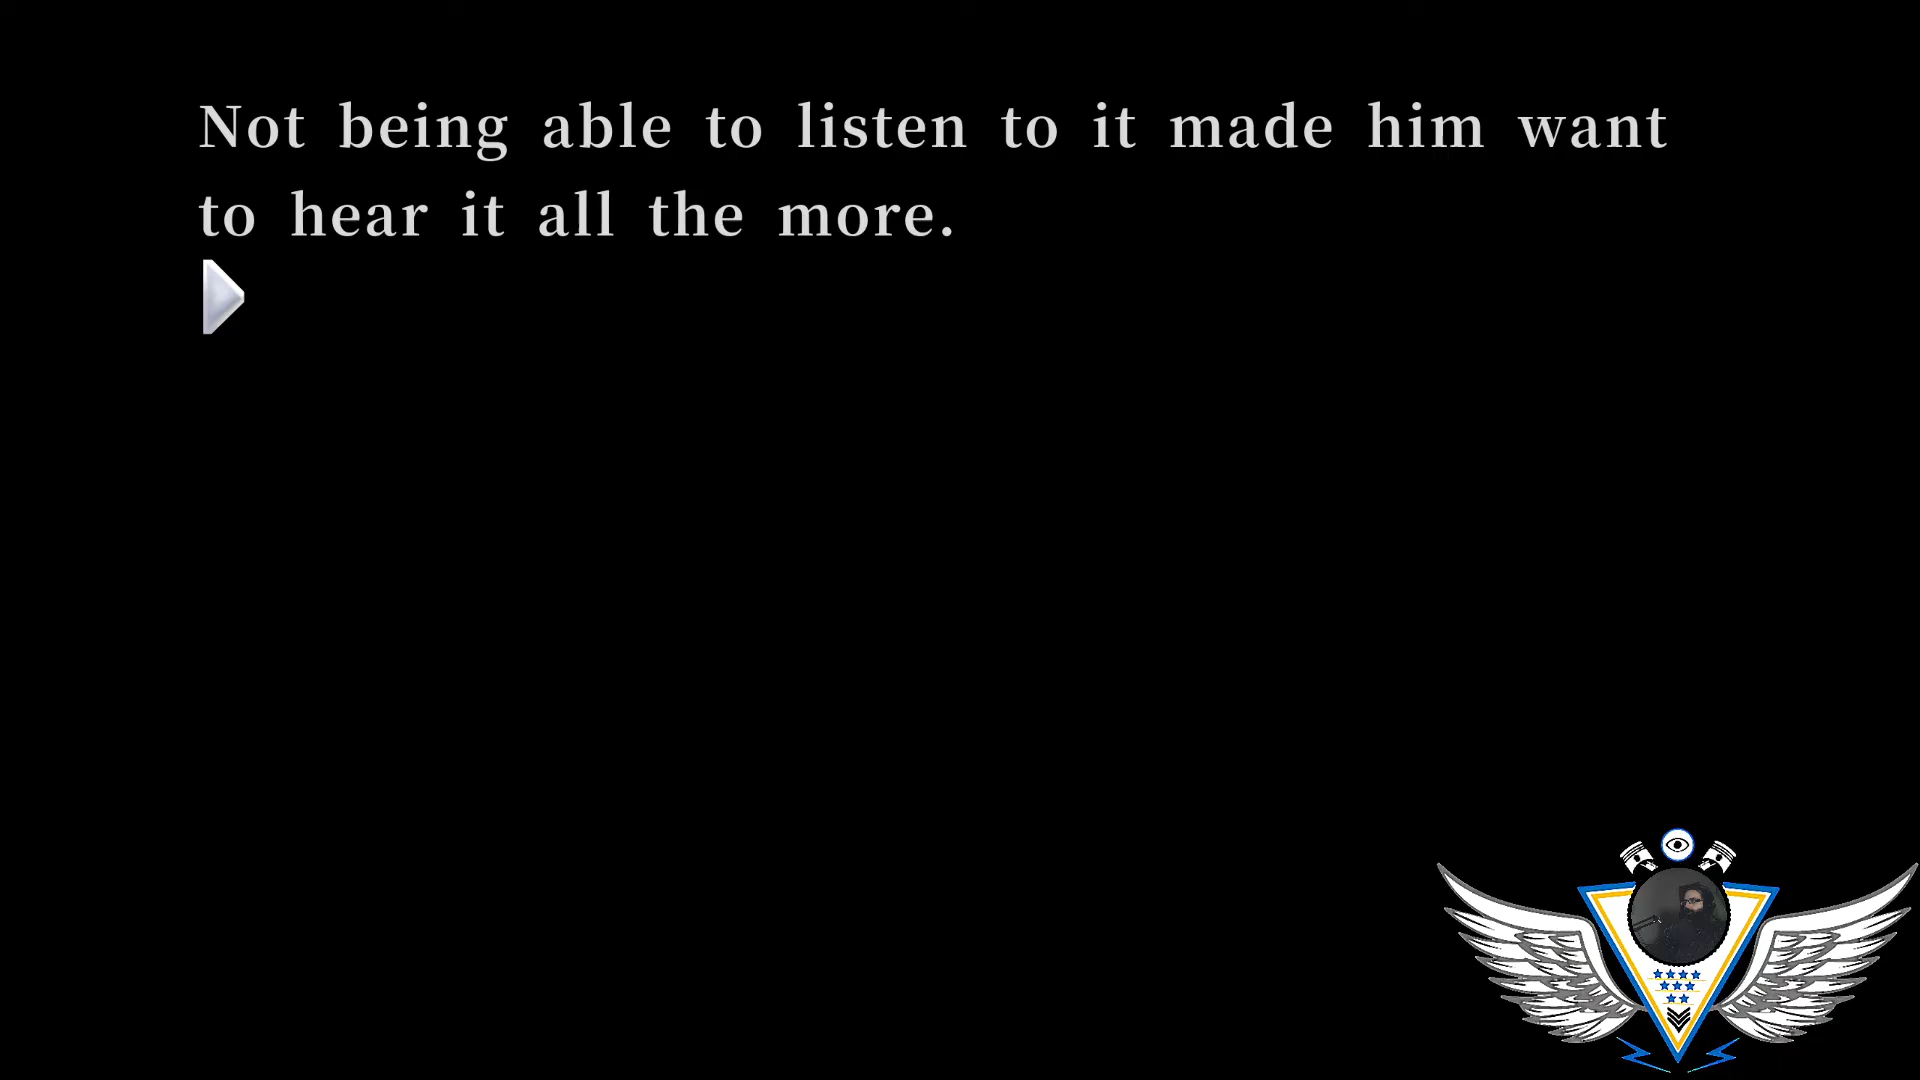 Not being able to listen to it made him want
to hear it all the more.